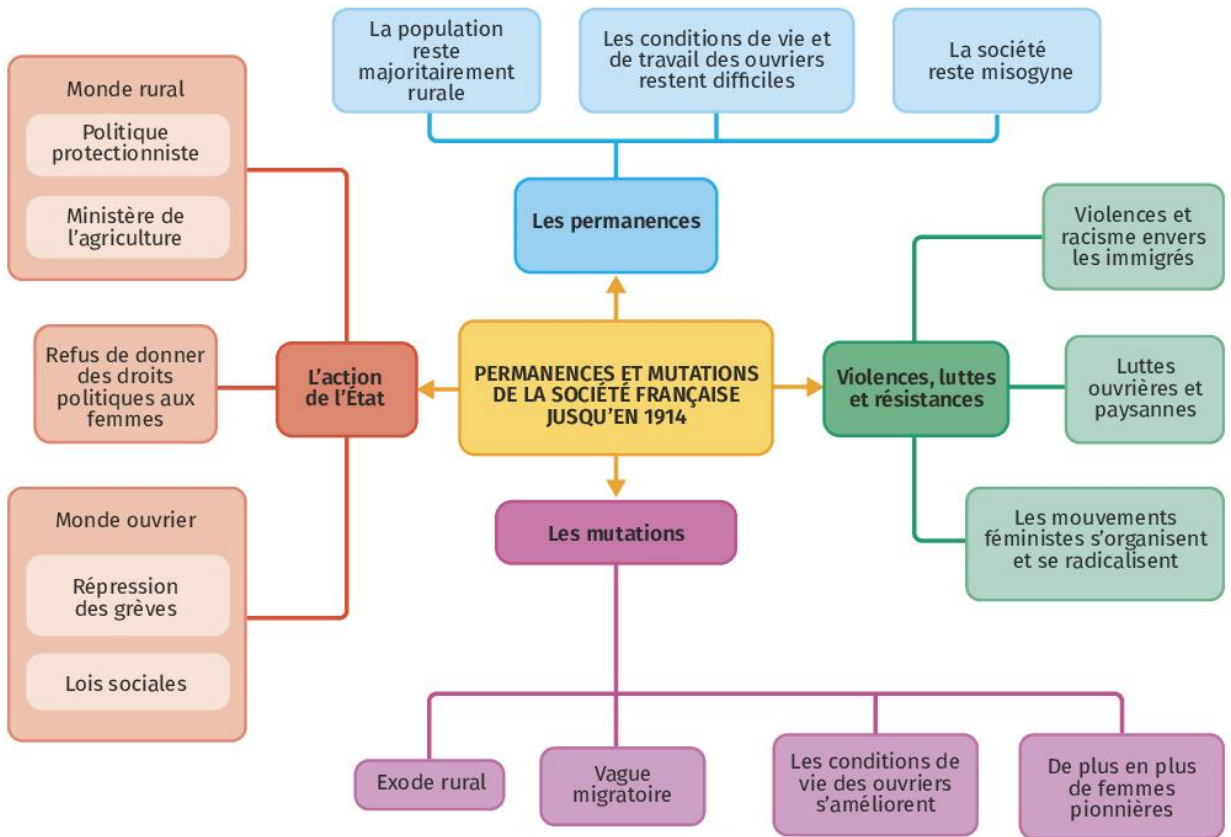 La population
reste
majoritairement
rurale
Les conditions de vie et
de travail des ouvriers
restent difficiles
La société
reste misogyne
Monde rural
Politique
protectionniste
Ministère de
l'agriculture
Les permanences
Violences et
racisme envers
les immigrés
Refus de donner
des droits
politiques aux
femmes
L'action
de l'État
PERMANENCES ET MUTATIONS
DE LA SOCIÉTÉ FRANÇAISE
JUSQU'EN 1914
Violences, luttes
et résistances
Luttes
ouvrières et
paysannes
Monde ouvrier
Répression
des grèves
Lois sociales
Les mutations
Les mouvements
féministes s'organisent
et se radicalisent
Exode rural
Vague
migratoire
Les conditions de
vie des ouvriers
s'améliorent
De plus en plus
de femmes
pionnières